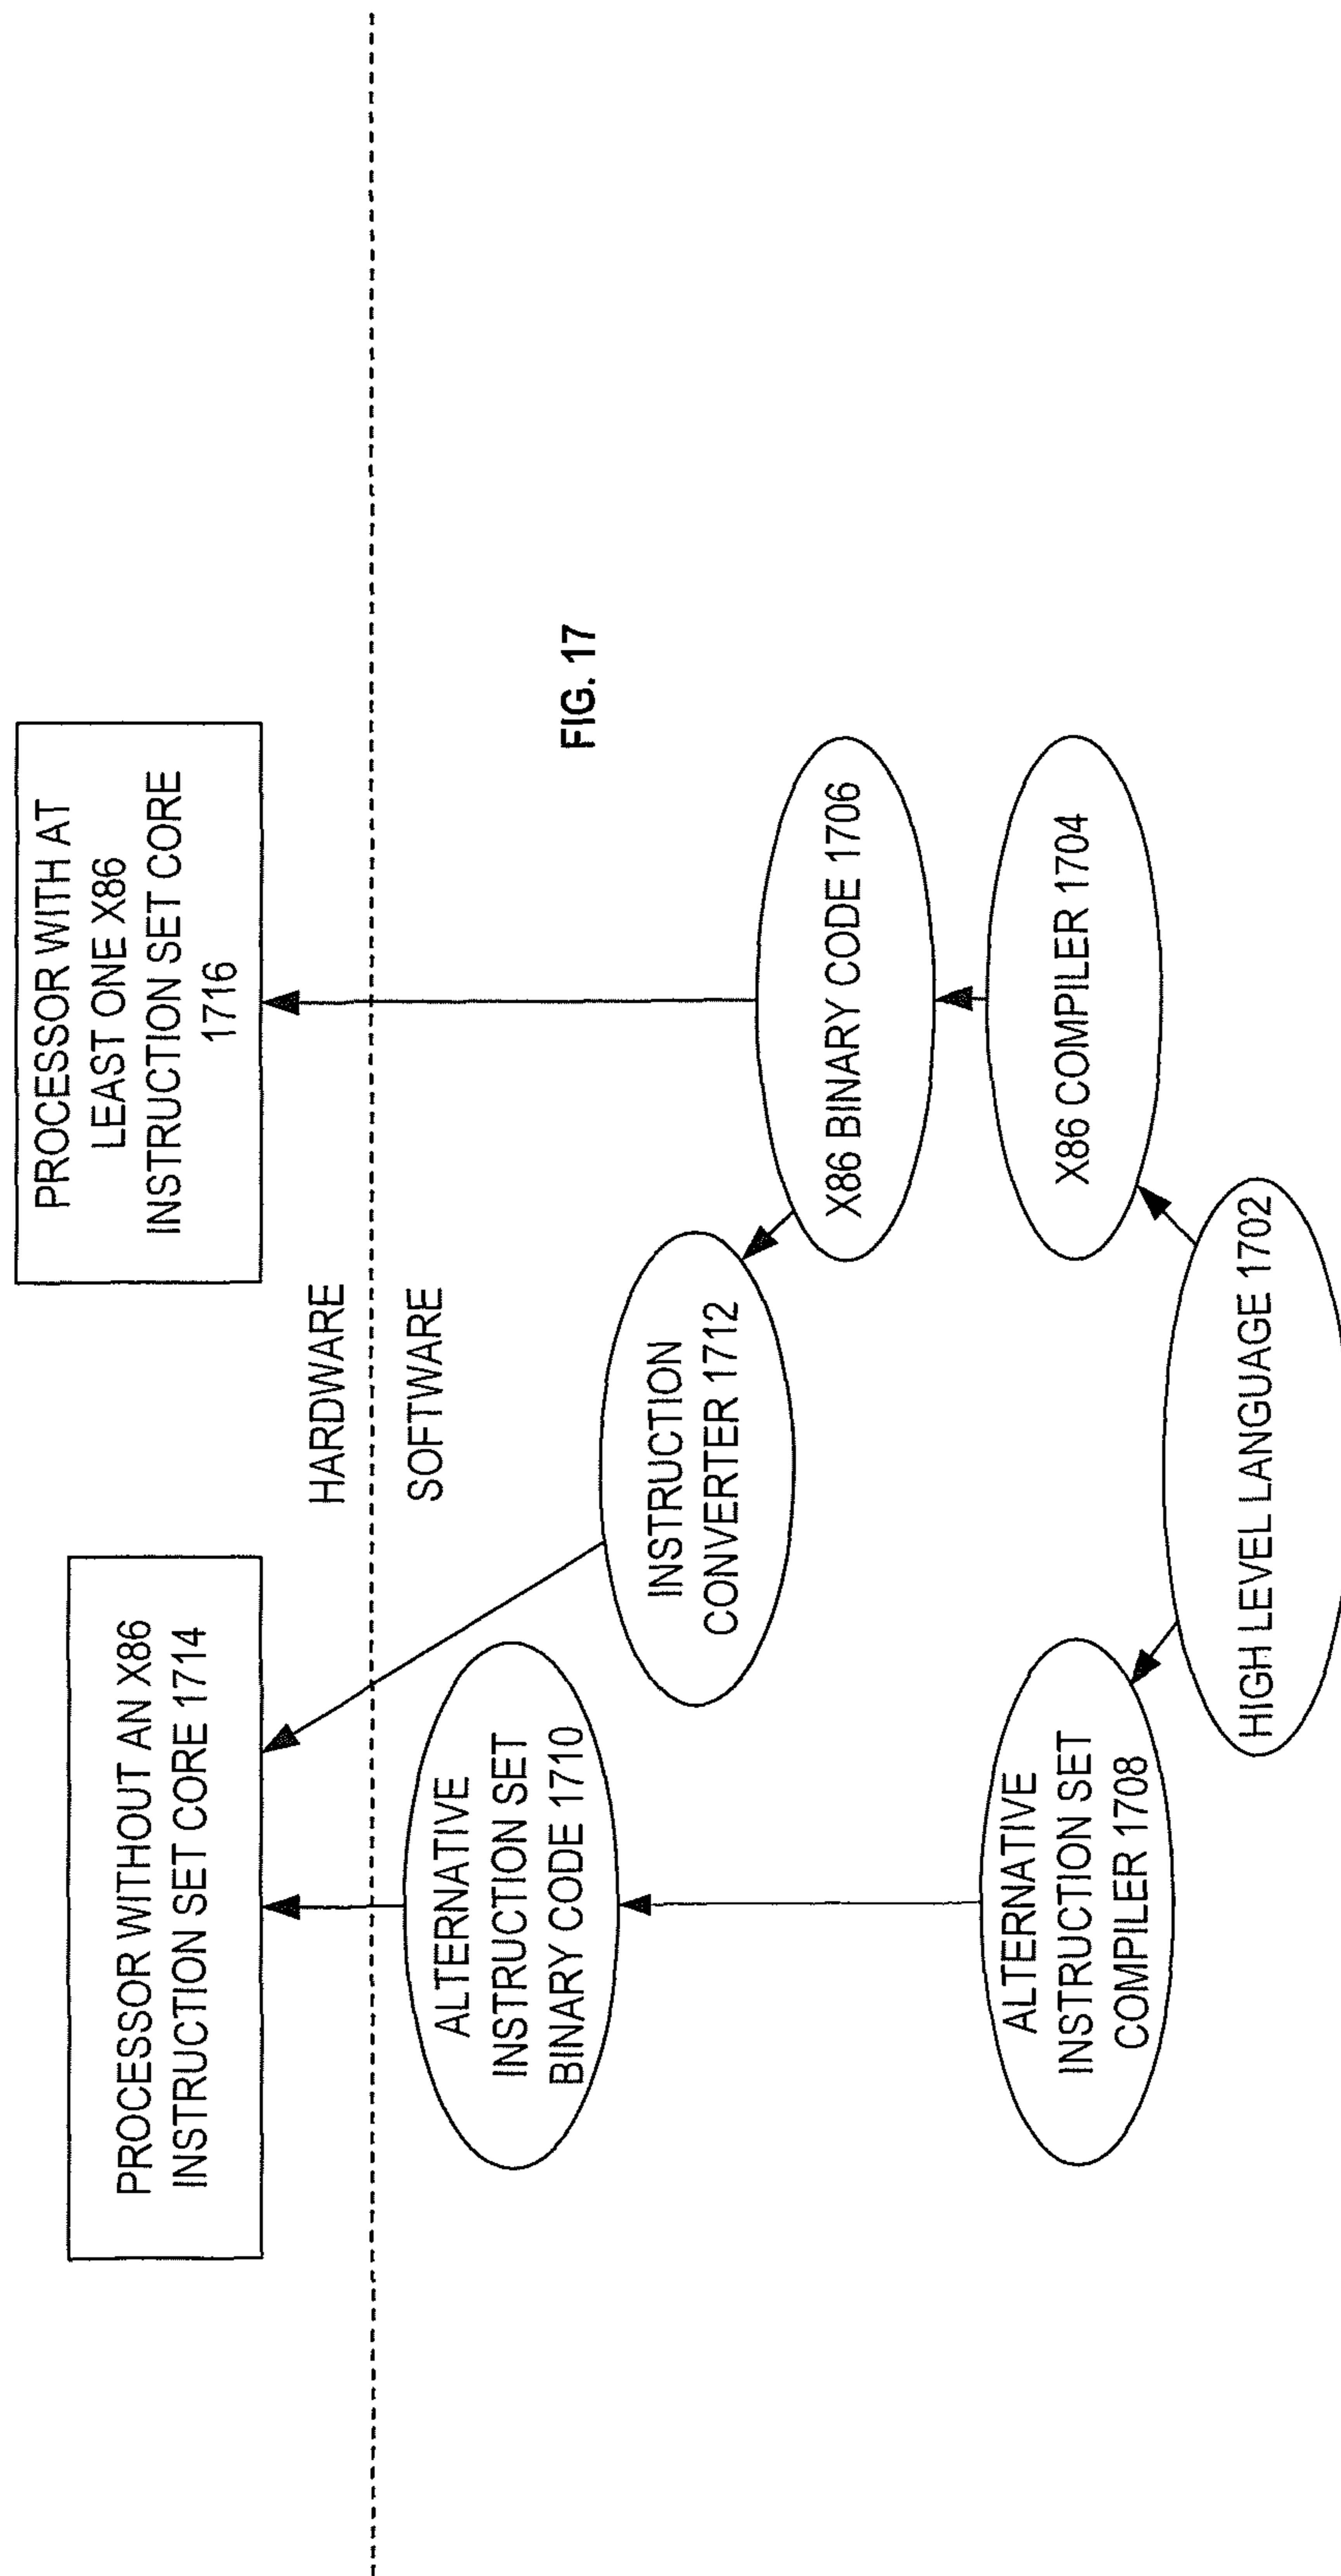 PROCESSOR WITHOUT AN X86
INSTRUCTION SET CORE 1714
PROCESSOR WITH AT
LEAST ONE X86
INSTRUCTION SET CORE
1716
HARDWARE
SOFTWARE
ALTERNATIVE
INSTRUCTION SET
BINARY CODE 1710
INSTRUCTION
CONVERTER 1712
FIG. 17
X86 BINARY CODE 1706
ALTERNATIVE
INSTRUCTION SET
COMPILER 1708
X86 COMPILER 1704
HIGH LEVEL LANGUAGE 1702